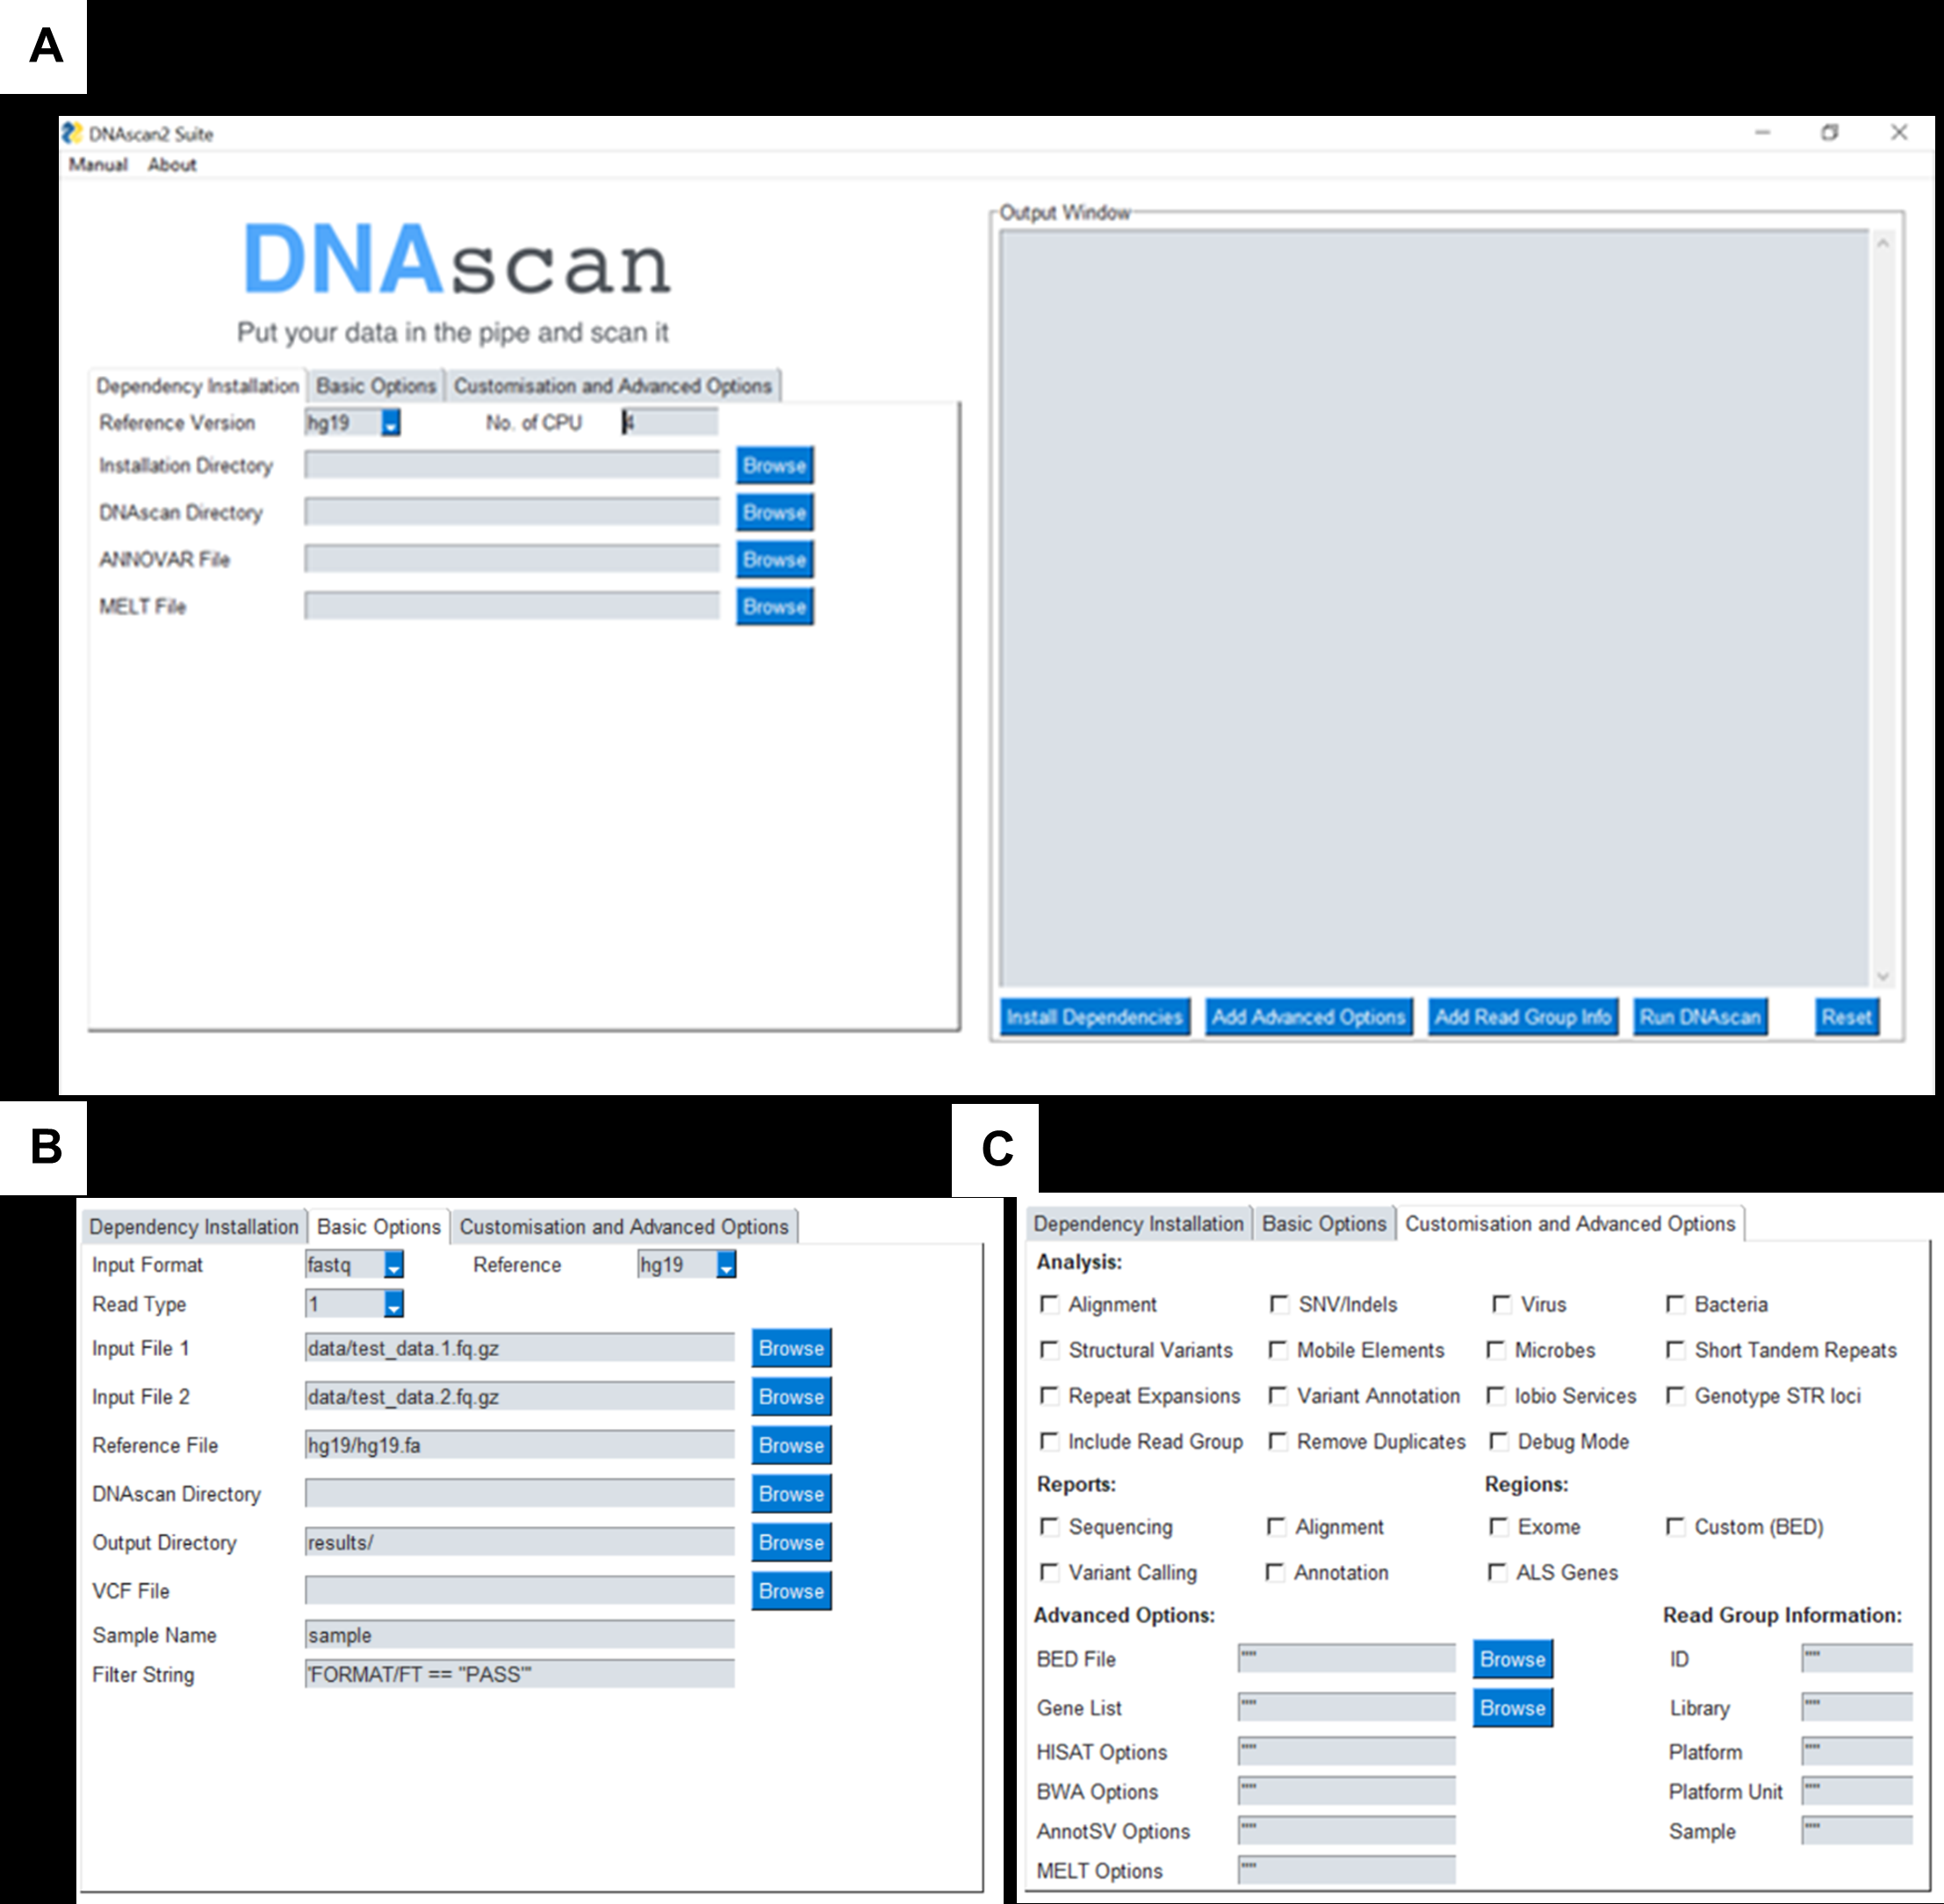 A
DNAscan2 Suite
Manual About
DNAscan
Put your data in the pipe and scan it
Dependency Installation Basic Options Customisation and Advanced Options
Reference Version hg19 No. of CPU 4
Installation Directory Browse
DNAscan Directory Browse
ANNOVAR File Browse
MELT File Browse
Output Window
Install Dependencies Add Advanced Options Add Read Group Info Run DNAscan Reset
B
Dependency Installation Basic Options Customisation and Advanced Options
Input Format fastq Reference hg19
Read Type 1
Input File 1 data/test_data.1.fq.gz Browse
Input File 2 data/test_data.2.fq.gz Browse
Reference File hg19/hg19.fa Browse
DNAscan Directory Browse
Output Directory results/ Browse
VCF File Browse
Sample Name sample
Filter String 'FORMAT/FT == "PASS"'
C
Dependency Installation Basic Options Customisation and Advanced Options
Analysis:
Alignment SNV/Indels Virus Bacteria
Structural Variants Mobile Elements Microbes Short Tandem Repeats
Repeat Expansions Variant Annotation Iobio Services Genotype STR loci
Include Read Group Remove Duplicates Debug Mode
Reports: Regions:
Sequencing Alignment Exome Custom (BED)
Variant Calling Annotation ALS Genes
Advanced Options: Read Group Information:
BED File "" Browse ID ""
Gene List "" Browse Library ""
HISAT Options "" Platform ""
BWA Options "" Platform Unit ""
AnnotSV Options "" Sample ""
MELT Options ""